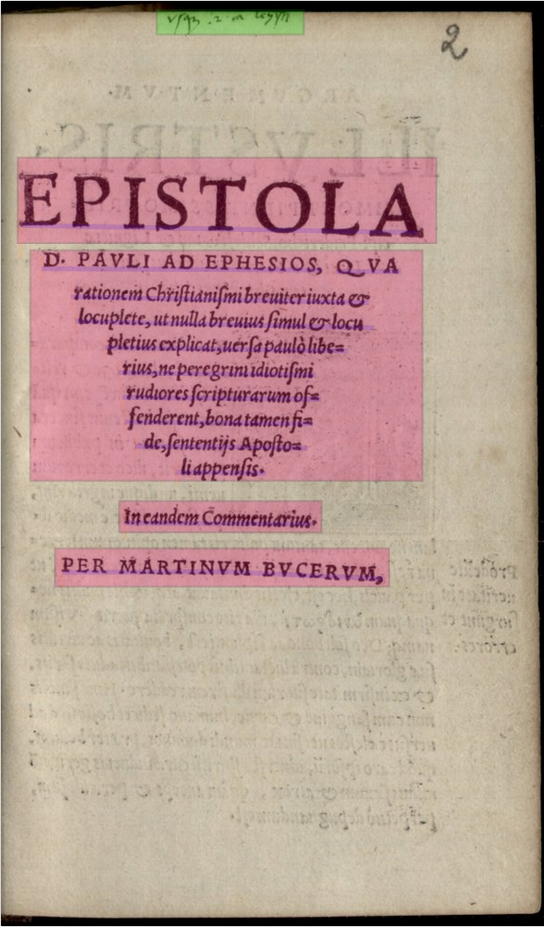 2
EPISTOLA
D. PAVLI AD EPHESIOS, QVA
rationem Chriſtianiſmi breuiter iuxta &
locuplete, ut nulla breuius ſimul & locu
pletius explicat, uerſa paulò libe=
rius, ne peregrini idiotiſmi
rudiores ſcripturarum of=
fenderent, bona tamen fi=
de, ſententijs Apoſto=
li appenſis.
In eandem Commentarius.
PER MARTINVM BVCERVM,